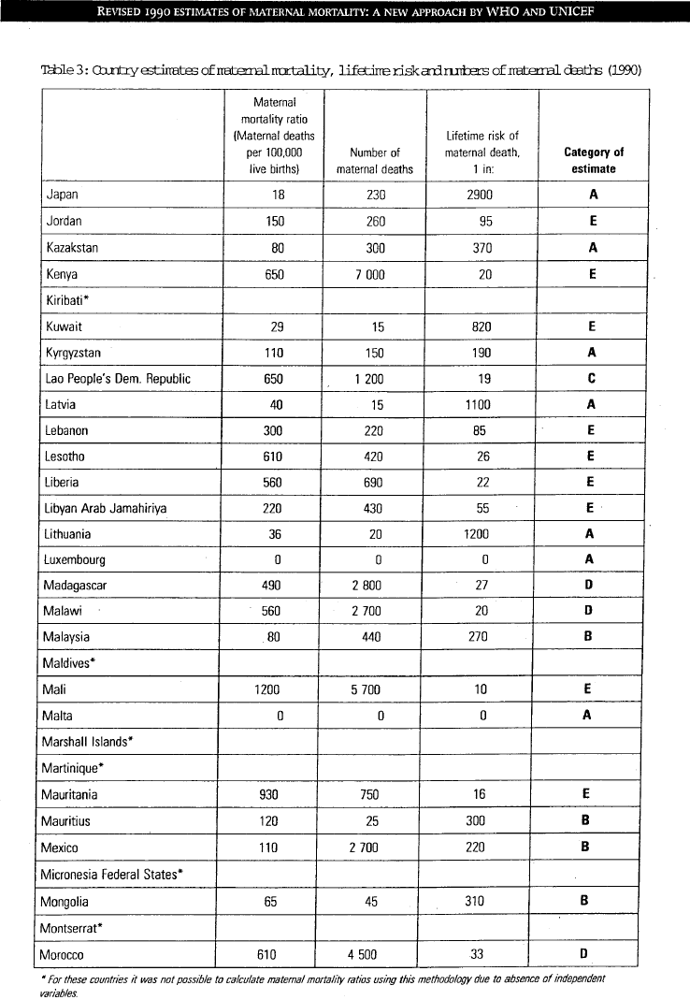 REVISED 1990 ESTIMATES OF MATERNAL MORTALITY: A NEW APPROACH BY WHO AND UNICEF
Table 3: Country estimates of maternal mortality, lifetime risk and numbers of maternal deaths (1990)
Maternal
mortality ratio
(Maternal deaths
per 100,000
live births)
Number of
maternal deaths
Lifetime risk of
maternal death,
1 in:
Category of
estimate
Japan 18 230 2900 A
Jordan 150 260 95 E
Kazakstan 80 300 370 A
Kenya 650 7 000 20 E
Kiribati*
Kuwait 29 15 820 E
Kyrgyzstan 110 150 190 A
Lao People's Dem. Republic 650 1 200 19 C
Latvia 40 15 1100 A
Lebanon 300 220 85 E
Lesotho 610 420 26 E
Liberia 560 690 22 E
Libyan Arab Jamahiriya 220 430 55 E
Lithuania 36 20 1200 A
Luxembourg 0 0 0 A
Madagascar 490 2 800 27 D
Malawi 560 2 700 20 D
Malaysia 80 440 270 B
Maldives*
Mali 1200 5 700 10 E
Malta 0 0 0 A
Marshall Islands*
Martinique*
Mauritania 930 750 16 E
Mauritius 120 25 300 B
Mexico 110 2 700 220 B
Micronesia Federal States*
Mongolia 65 45 310 B
Montserrat*
Morocco 610 4 500 33 D
* For these countries it was not possible to calculate maternal mortality ratios using this methodology due to absence of independent
variables.